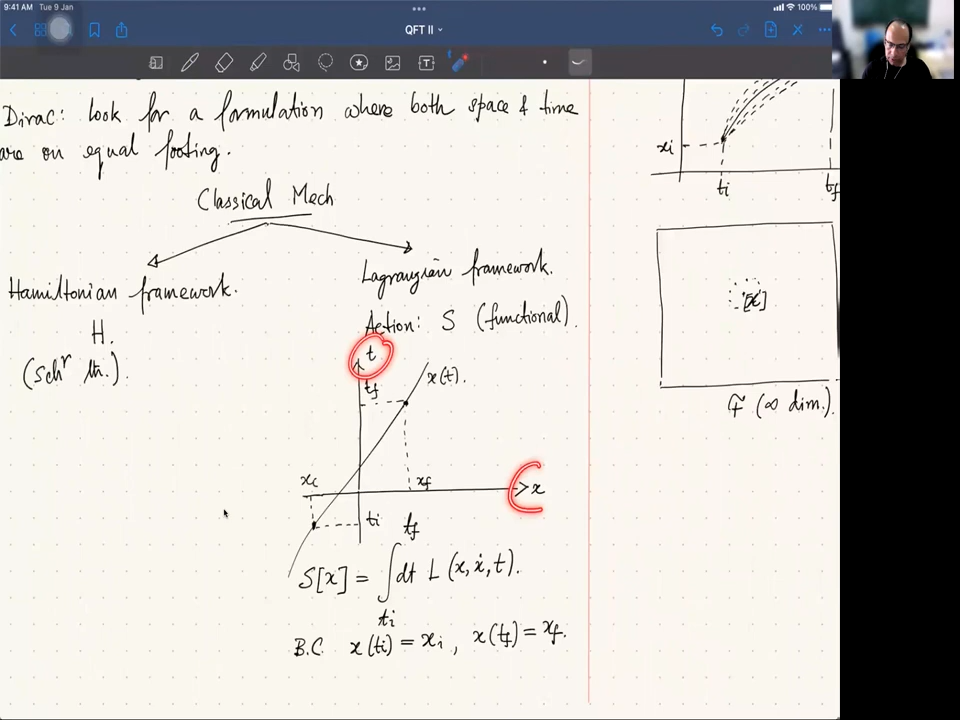 9:41 AM Tue 9 Jan
100%
QFT II
Dirac: look for a formulation where both space & time
are on equal footing.
Classical Mech
Hamiltonian framework.
H.
(Schʳ th.).
Lagrangian framework.
Action: S (functional).
t
tf
x(t).
xi
xf
x
ti
tf
S[x] = ∫dt L (x, ẋ, t).
ti
B.C. x(ti) = xi, x(tf) = xf.
xi
ti
tf
[x]
F (∞ dim.).